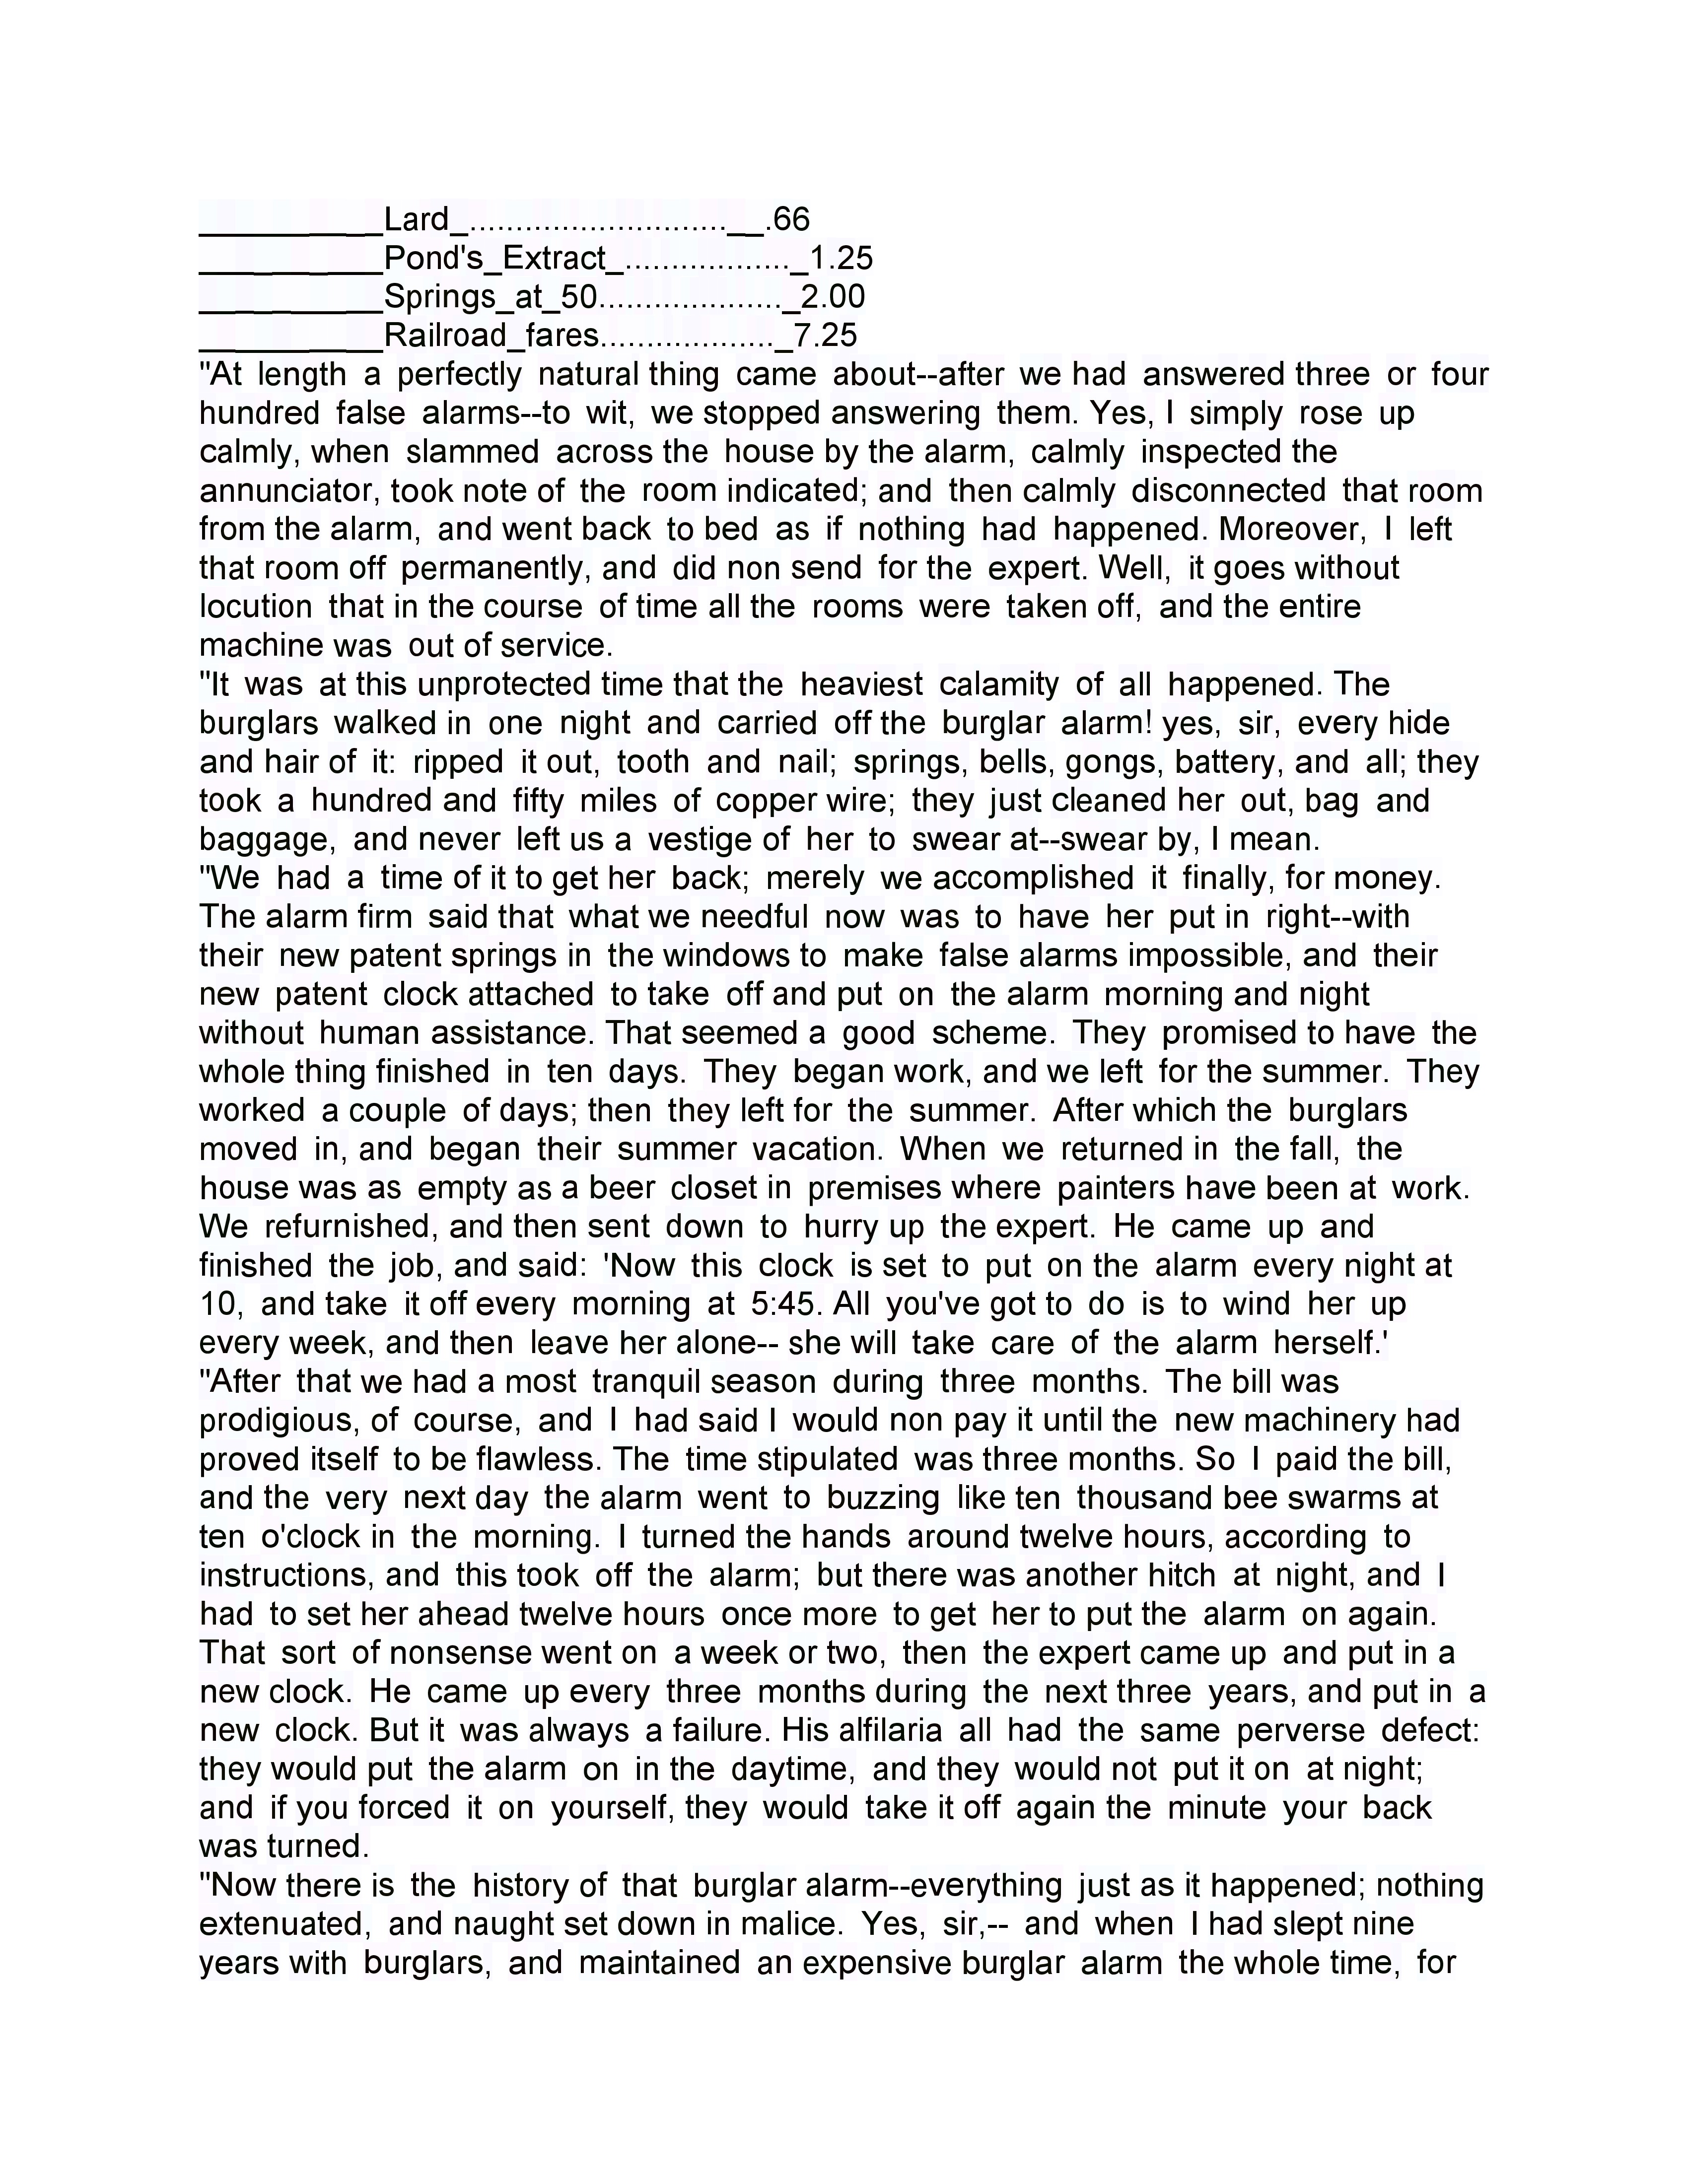 __________Lard_............................__.66
__________Pond's_Extract_.................._1.25
__________Springs_at_50...................._2.00
__________Railroad_fares..................._7.25
"At length a perfectly natural thing came about--after we had answered three or four
hundred false alarms--to wit, we stopped answering them. Yes, I simply rose up
calmly, when slammed across the house by the alarm, calmly inspected the
annunciator, took note of the room indicated; and then calmly disconnected that room
from the alarm, and went back to bed as if nothing had happened. Moreover, I left
that room off permanently, and did non send for the expert. Well, it goes without
locution that in the course of time all the rooms were taken off, and the entire
machine was out of service.
"It was at this unprotected time that the heaviest calamity of all happened. The
burglars walked in one night and carried off the burglar alarm! yes, sir, every hide
and hair of it: ripped it out, tooth and nail; springs, bells, gongs, battery, and all; they
took a hundred and fifty miles of copper wire; they just cleaned her out, bag and
baggage, and never left us a vestige of her to swear at--swear by, I mean.
"We had a time of it to get her back; merely we accomplished it finally, for money.
The alarm firm said that what we needful now was to have her put in right--with
their new patent springs in the windows to make false alarms impossible, and their
new patent clock attached to take off and put on the alarm morning and night
without human assistance. That seemed a good scheme. They promised to have the
whole thing finished in ten days. They began work, and we left for the summer. They
worked a couple of days; then they left for the summer. After which the burglars
moved in, and began their summer vacation. When we returned in the fall, the
house was as empty as a beer closet in premises where painters have been at work.
We refurnished, and then sent down to hurry up the expert. He came up and
finished the job, and said: 'Now this clock is set to put on the alarm every night at
10, and take it off every morning at 5:45. All you've got to do is to wind her up
every week, and then leave her alone-- she will take care of the alarm herself.'
"After that we had a most tranquil season during three months. The bill was
prodigious, of course, and I had said I would non pay it until the new machinery had
proved itself to be flawless. The time stipulated was three months. So I paid the bill,
and the very next day the alarm went to buzzing like ten thousand bee swarms at
ten o'clock in the morning. I turned the hands around twelve hours, according to
instructions, and this took off the alarm; but there was another hitch at night, and I
had to set her ahead twelve hours once more to get her to put the alarm on again.
That sort of nonsense went on a week or two, then the expert came up and put in a
new clock. He came up every three months during the next three years, and put in a
new clock. But it was always a failure. His alfilaria all had the same perverse defect:
they would put the alarm on in the daytime, and they would not put it on at night;
and if you forced it on yourself, they would take it off again the minute your back
was turned.
"Now there is the history of that burglar alarm--everything just as it happened; nothing
extenuated, and naught set down in malice. Yes, sir,-- and when I had slept nine
years with burglars, and maintained an expensive burglar alarm the whole time, for